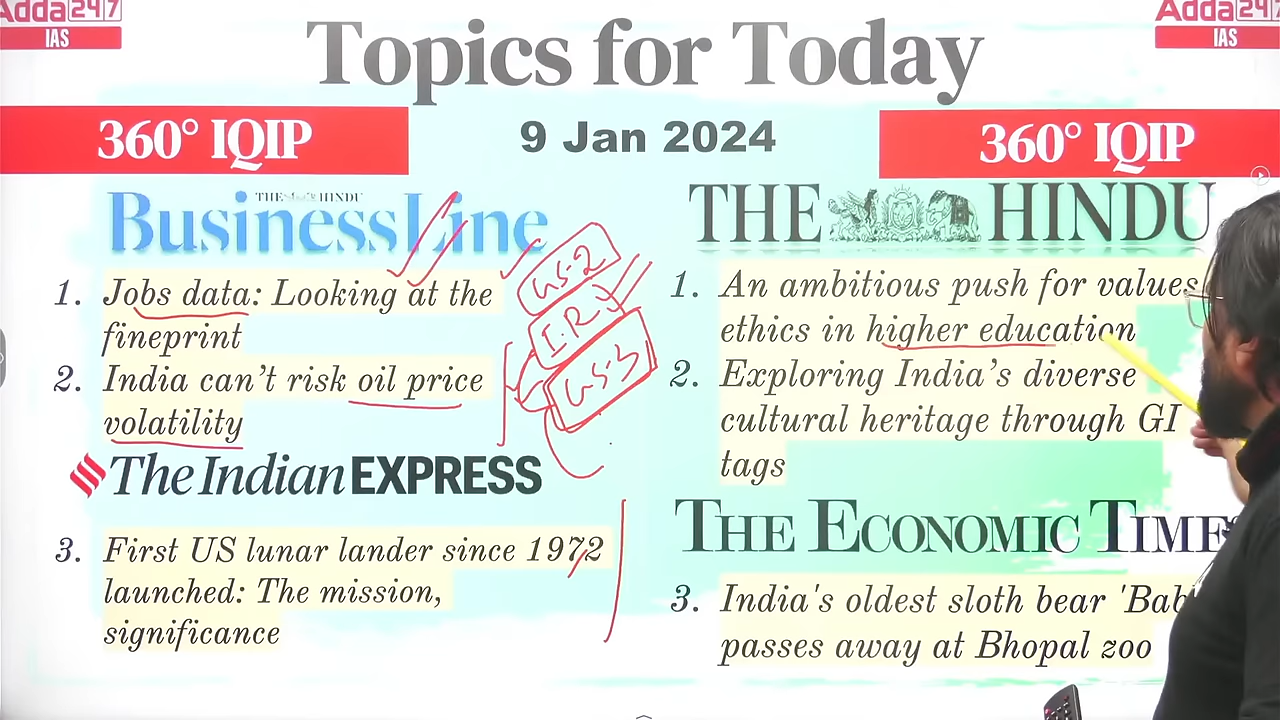 Adda247
IAS
Adda247
IAS
Topics for Today
360° IQIP
9 Jan 2024
360° IQIP
THE HINDU
BusinessLine
1. Jobs data: Looking at the
fineprint
2. India can't risk oil price
volatility
GS-2
I.R
GS-3
The Indian EXPRESS
3. First US lunar lander since 1972
launched: The mission,
significance
THE HINDU
1. An ambitious push for values
ethics in higher education
2. Exploring India's diverse
cultural heritage through GI
tags
THE ECONOMIC TIME
3. India's oldest sloth bear 'Bab
passes away at Bhopal zoo